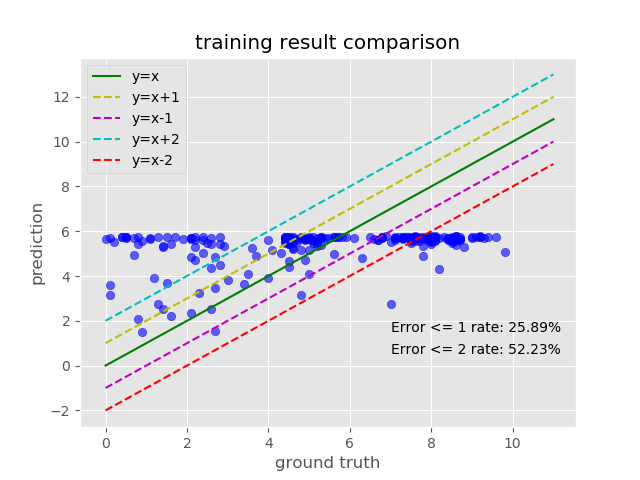 training result comparison
y=x
y=x+1
y=x-1
y=x+2
y=x-2
12
10
8
6
4
2
0
−2
prediction
Error <= 1 rate: 25.89%
Error <= 2 rate: 52.23%
0 2 4 6 8 10
ground truth